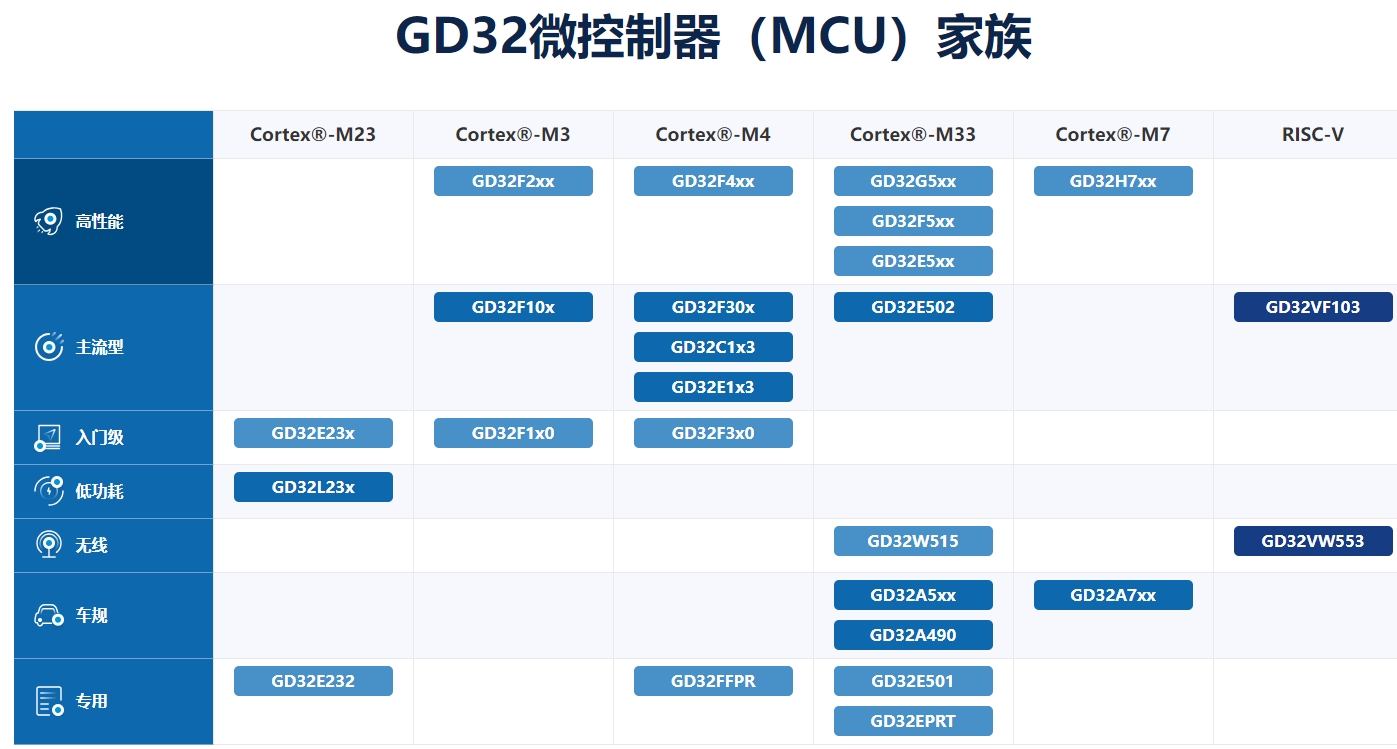 GD32微控制器（MCU）家族
Cortex®-M23 Cortex®-M3 Cortex®-M4 Cortex®-M33 Cortex®-M7 RISC-V
高性能 GD32F2xx GD32F4xx GD32G5xx GD32H7xx
GD32F5xx
GD32E5xx
主流型 GD32F10x GD32F30x GD32E502 GD32VF103
GD32C1x3
GD32E1x3
入门级 GD32E23x GD32F1x0 GD32F3x0
低功耗 GD32L23x
无线 GD32W515 GD32VW553
车规 GD32A5xx GD32A7xx
GD32A490
专用 GD32E232 GD32FFPR GD32E501
GD32EPRT